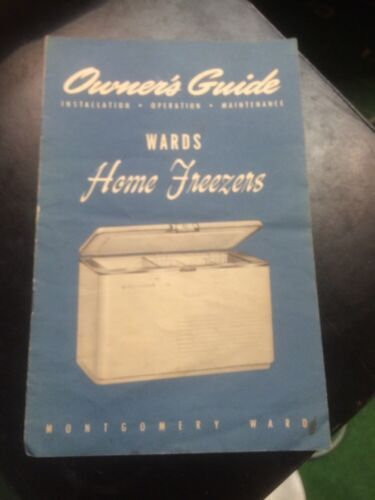 Owner's Guide
INSTALLATION • OPERATION • MAINTENANCE
WARDS
Home Freezers
MONTGOMERY WARD